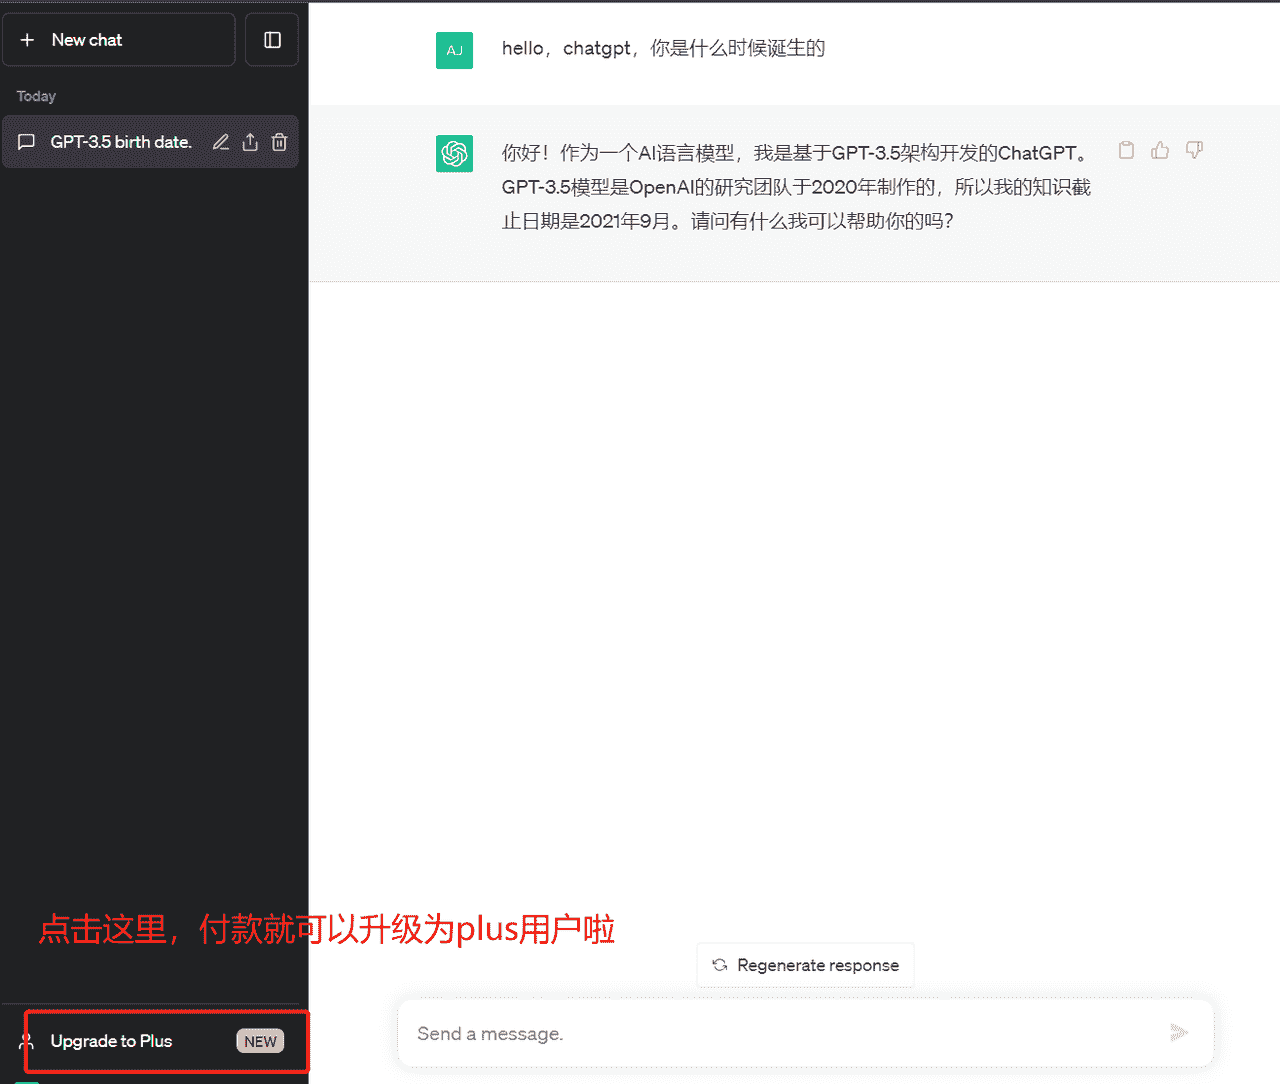 New chat
Today
GPT-3.5 birth date.
AJ
hello，chatgpt，你是什么时候诞生的
你好！作为一个AI语言模型，我是基于GPT-3.5架构开发的ChatGPT。
GPT-3.5模型是OpenAI的研究团队于2020年制作的，所以我的知识截
止日期是2021年9月。请问有什么我可以帮助你的吗？
点击这里，付款就可以升级为plus用户啦
Regenerate response
Upgrade to Plus NEW
Send a message.